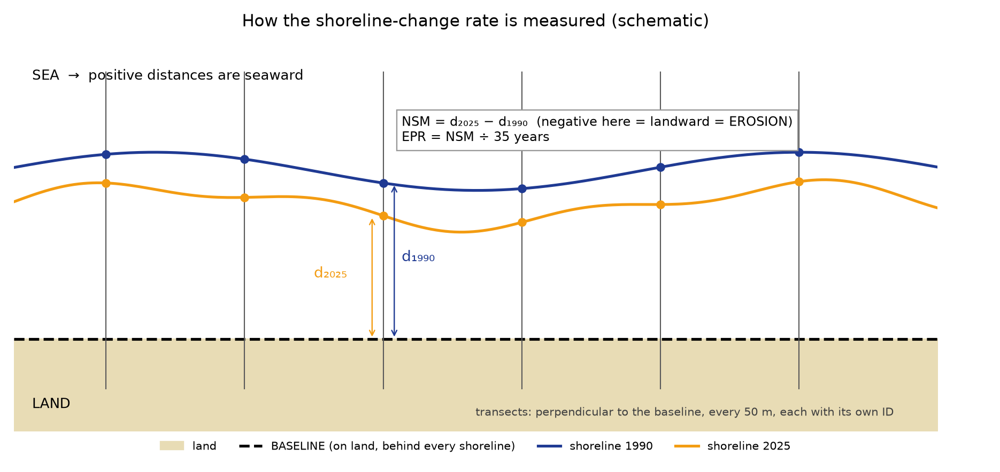 How the shoreline-change rate is measured (schematic)
SEA → positive distances are seaward
NSM = d₂₀₂₅ − d₁₉₉₀ (negative here = landward = EROSION)
EPR = NSM ÷ 35 years
d₁₉₉₀
d₂₀₂₅
LAND
transects: perpendicular to the baseline, every 50 m, each with its own ID
land
BASELINE (on land, behind every shoreline)
shoreline 1990
shoreline 2025